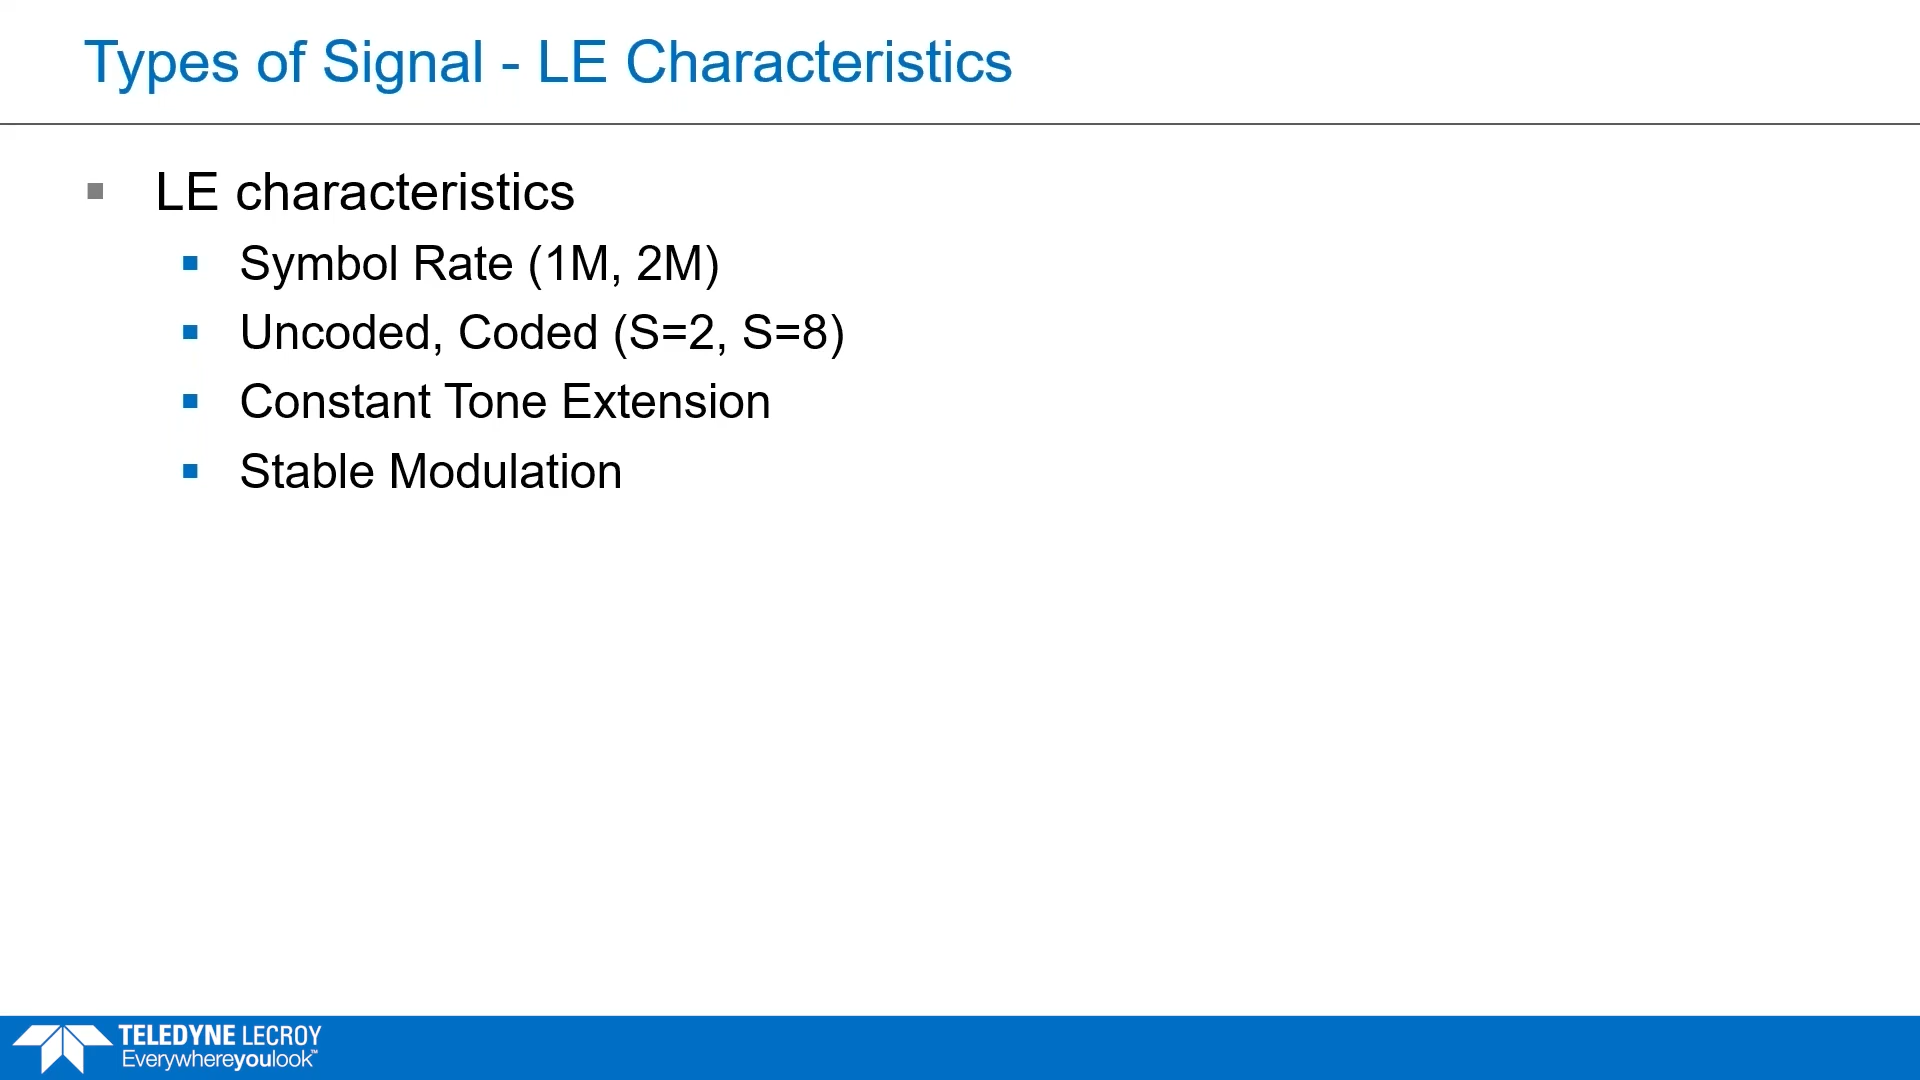 Types of Signal - LE Characteristics
LE characteristics
Symbol Rate (1M, 2M)
Uncoded, Coded (S=2, S=8)
Constant Tone Extension
Stable Modulation
TELEDYNE LECROY
Everywhereyoulook™